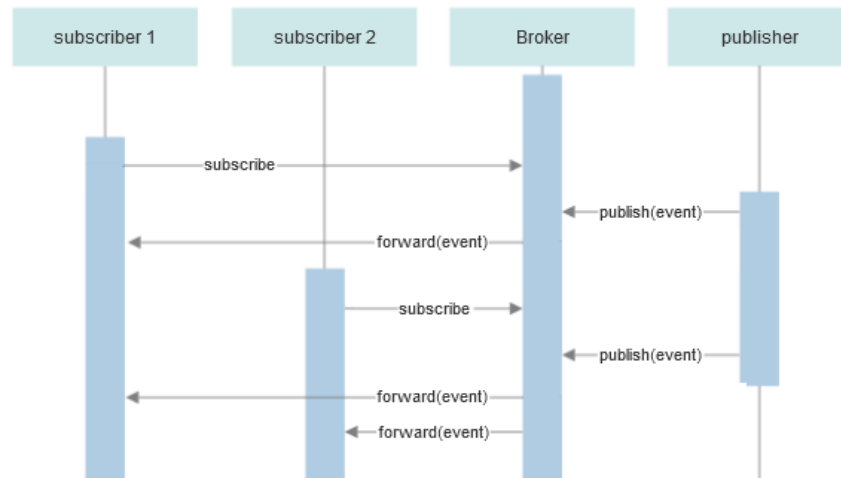 subscriber 1
subscriber 2
Broker
publisher
subscribe
publish(event)
forward(event)
subscribe
publish(event)
forward(event)
forward(event)